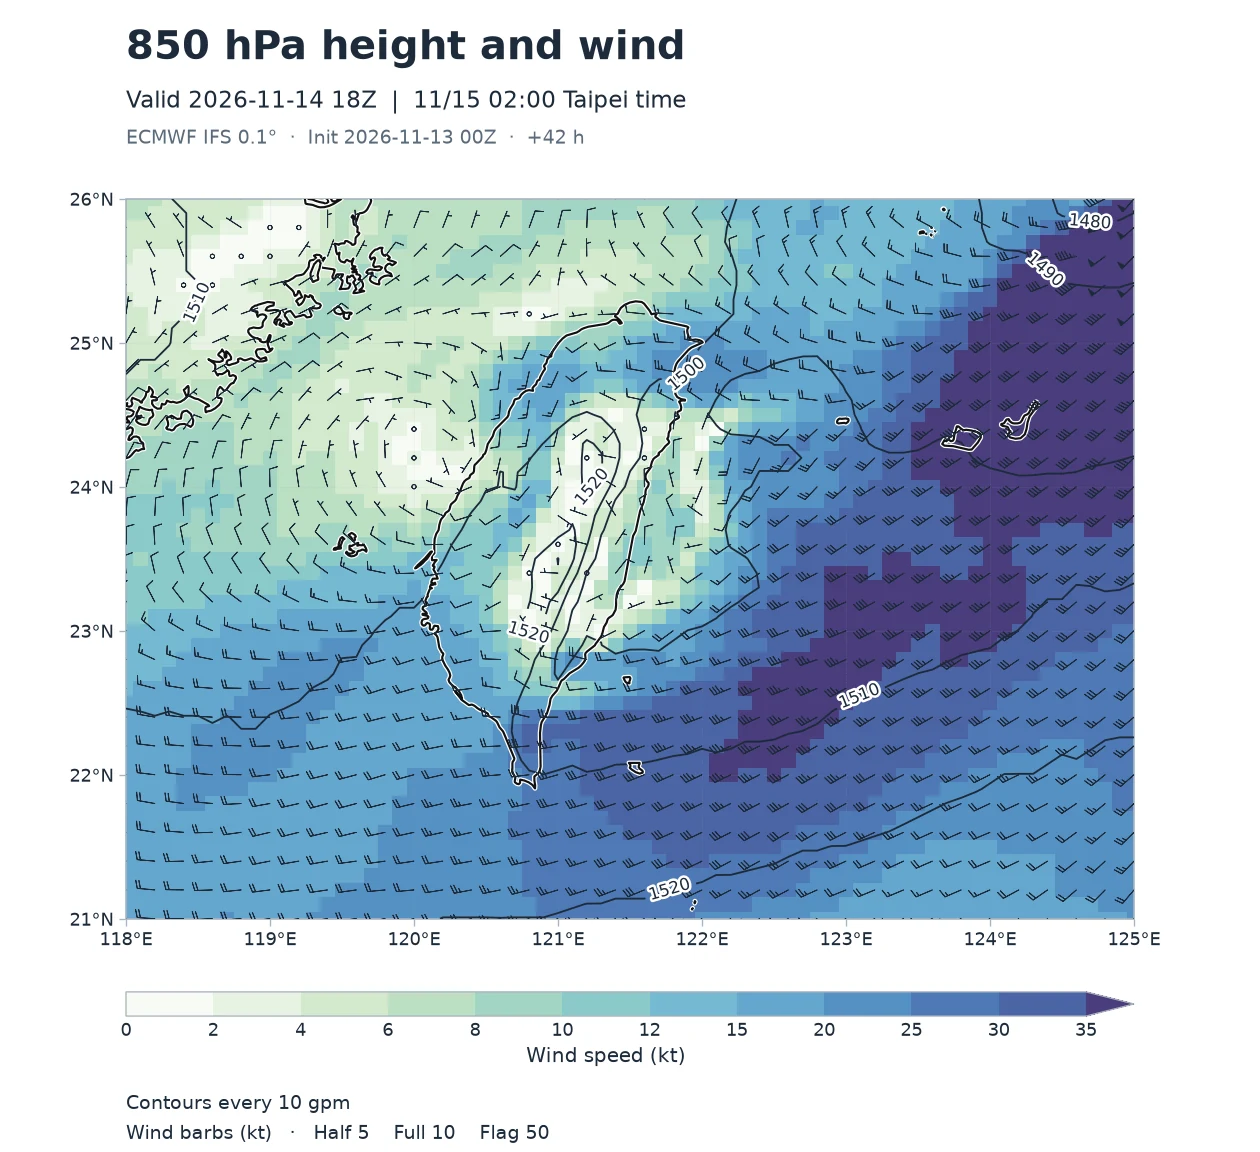 850 hPa height and wind
Valid 2026-11-14 18Z | 11/15 02:00 Taipei time
ECMWF IFS 0.1° · Init 2026-11-13 00Z · +42 h
26°N
25°N
24°N
23°N
22°N
21°N
1480
1490
1510
1500
1520
1520
1510
1520
118°E 119°E 120°E 121°E 122°E 123°E 124°E 125°E
0 2 4 6 8 10 12 15 20 25 30 35
Wind speed (kt)
Contours every 10 gpm
Wind barbs (kt) · Half 5 Full 10 Flag 50